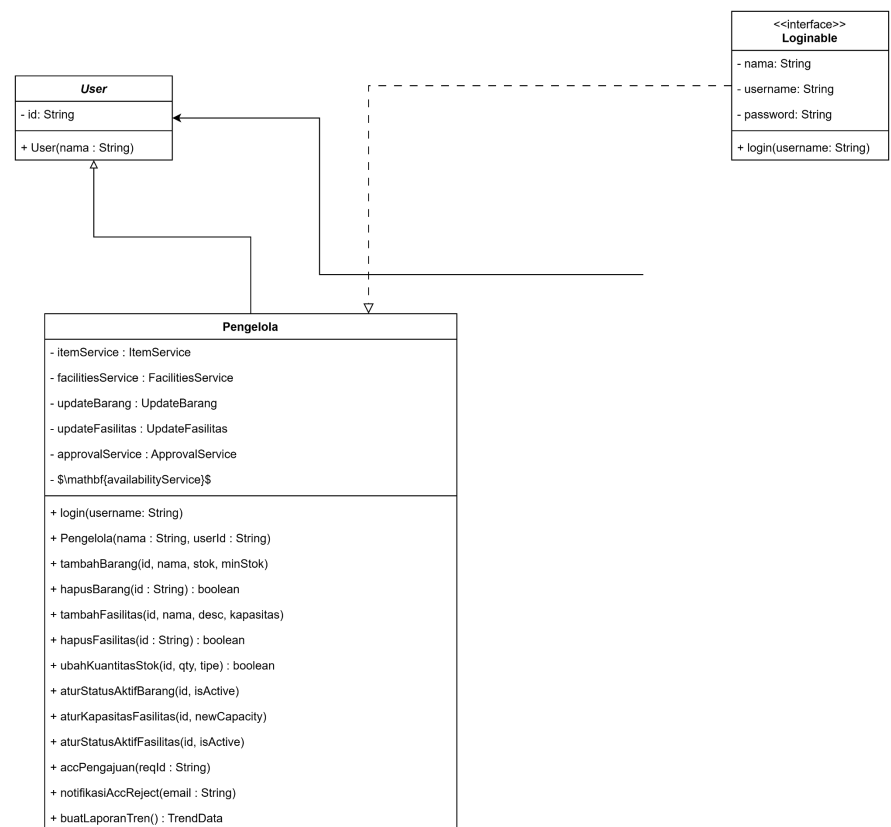 <<interface>>
Loginable
- nama: String
- username: String
- password: String
+ login(username: String)
User
- id: String
+ User(nama : String)
Pengelola
- itemService : ItemService
- facilitiesService : FacilitiesService
- updateBarang : UpdateBarang
- updateFasilitas : UpdateFasilitas
- approvalService : ApprovalService
- $\mathbf{availabilityService}$
+ login(username: String)
+ Pengelola(nama : String, userId : String)
+ tambahBarang(id, nama, stok, minStok)
+ hapusBarang(id : String) : boolean
+ tambahFasilitas(id, nama, desc, kapasitas)
+ hapusFasilitas(id : String) : boolean
+ ubahKuantitasStok(id, qty, tipe) : boolean
+ aturStatusAktifBarang(id, isActive)
+ aturKapasitasFasilitas(id, newCapacity)
+ aturStatusAktifFasilitas(id, isActive)
+ accPengajuan(reqId : String)
+ notifikasiAccReject(email : String)
+ buatLaporanTren() : TrendData